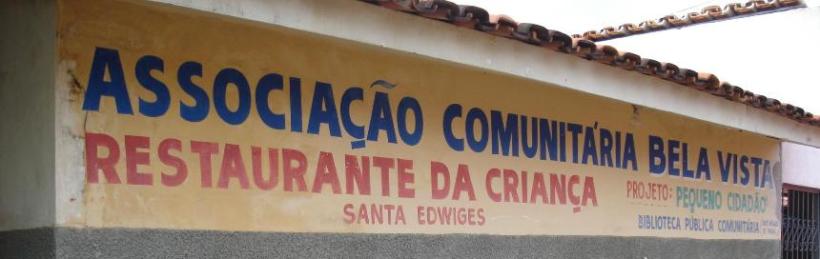 ASSOCIAÇÃO COMUNITÁRIA BELA VISTA
RESTAURANTE DA CRIANÇA
SANTA EDWIGES
PROJETO: PEQUENO CIDADÃO
BIBLIOTECA PÚBLICA COMUNITÁRIA